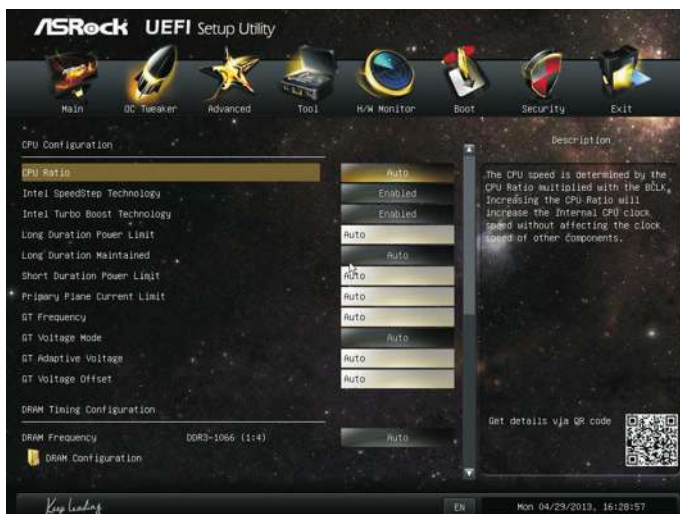 ASRock UEFI Setup Utility
Main OC Tweaker Advanced Tool H/W Monitor Boot Security Exit
CPU Configuration
CPU Ratio Auto
Intel SpeedStep Technology Enabled
Intel Turbo Boost Technology Enabled
Long Duration Power Limit Auto
Long Duration Maintained Auto
Short Duration Power Limit Auto
Primary Plane Current Limit Auto
GT Frequency Auto
GT Voltage Mode Auto
GT Adaptive Voltage Auto
GT Voltage Offset Auto
DRAM Timing Configuration
DRAM Frequency DDR3-1066 (1:4) Auto
DRAM Configuration
Description
The CPU speed is determined by the
CPU Ratio multiplied with the BCLK.
Increasing the CPU Ratio will
increase the Internal CPU clock
speed without affecting the clock
speed of other components.
Get details via QR code
Keep Leading
EN
Mon 04/29/2013, 16:28:57